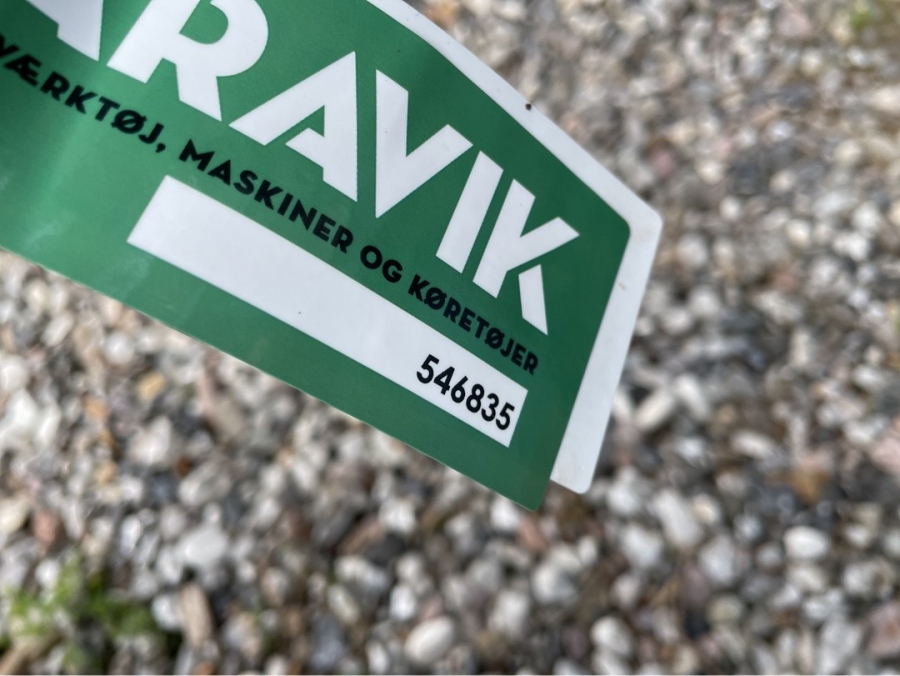 ARAVIK
VÆRKTØJ, MASKINER OG KØRETØJER
546835